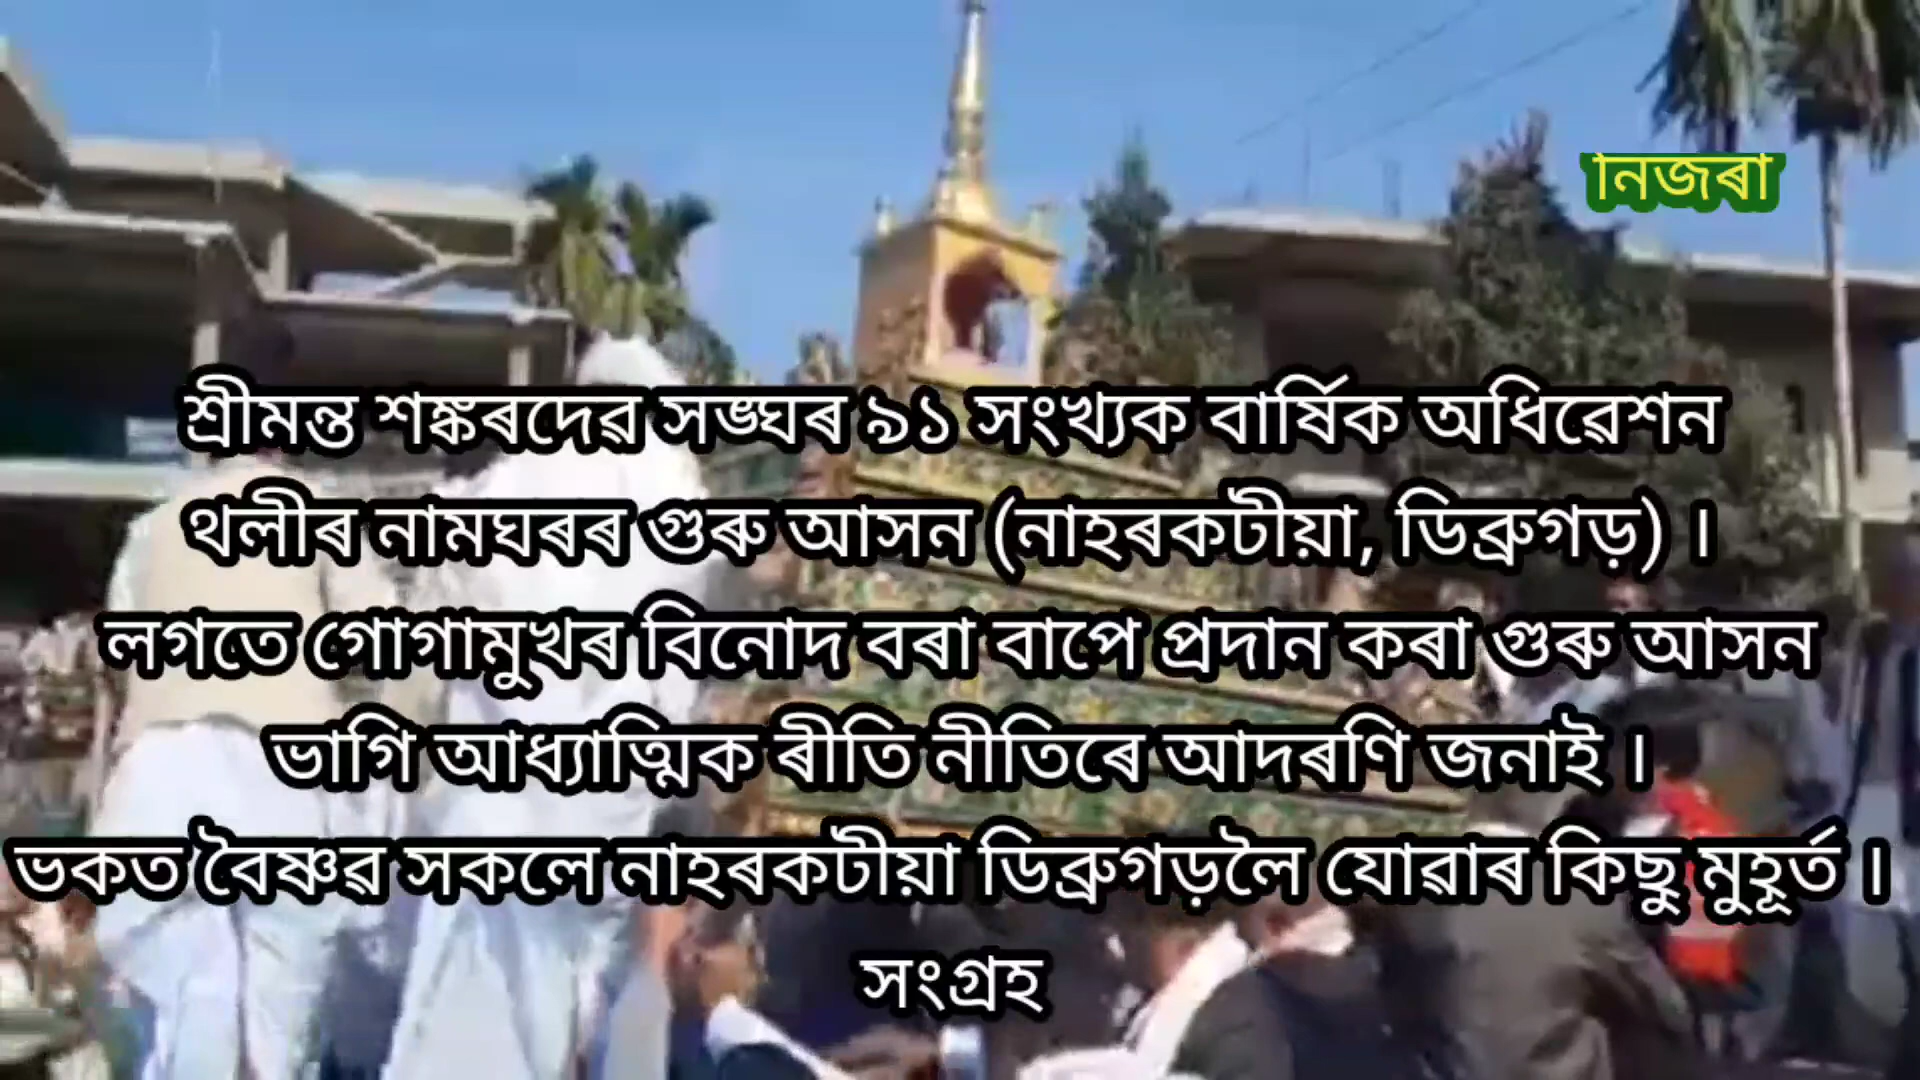 নিজৰা
শ্ৰীমন্ত শঙ্কৰদেৱ সঙ্ঘৰ ৯১ সংখ্যক বাৰ্ষিক অধিৱেশন
থলীৰ নামঘৰৰ গুৰু আসন (নাহৰকটীয়া, ডিব্ৰুগড়) ।
লগতে গোগামুখৰ বিনোদ বৰা বাপে প্ৰদান কৰা গুৰু আসন
ভাগি আধ্যাত্মিক ৰীতি নীতিৰে আদৰণি জনাই ।
ভকত বৈষ্ণৱ সকলে নাহৰকটীয়া ডিব্ৰুগড়লৈ যোৱাৰ কিছু মুহূৰ্ত ।
সংগ্ৰহ